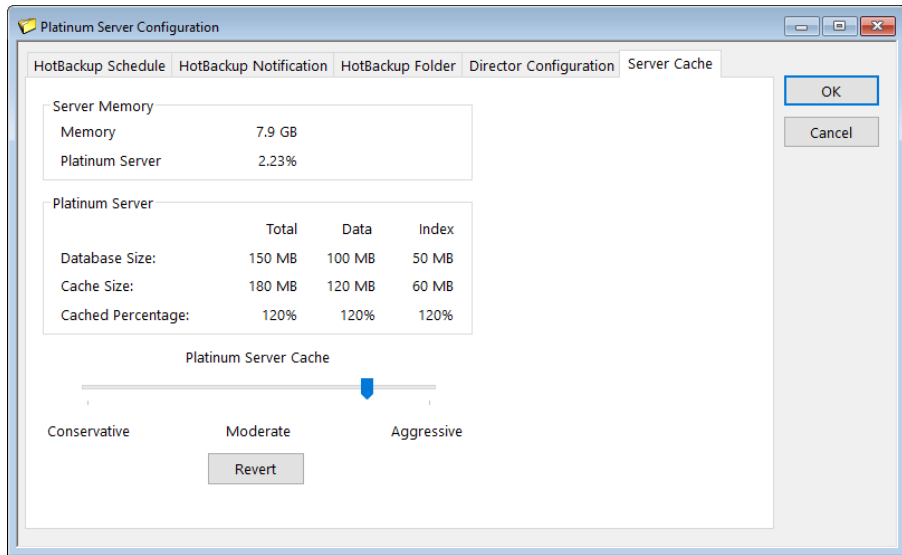 Platinum Server Configuration
HotBackup Schedule HotBackup Notification HotBackup Folder Director Configuration Server Cache
OK
Cancel
Server Memory
Memory 7.9 GB
Platinum Server 2.23%
Platinum Server
Total Data Index
Database Size: 150 MB 100 MB 50 MB
Cache Size: 180 MB 120 MB 60 MB
Cached Percentage: 120% 120% 120%
Platinum Server Cache
Conservative Moderate Aggressive
Revert